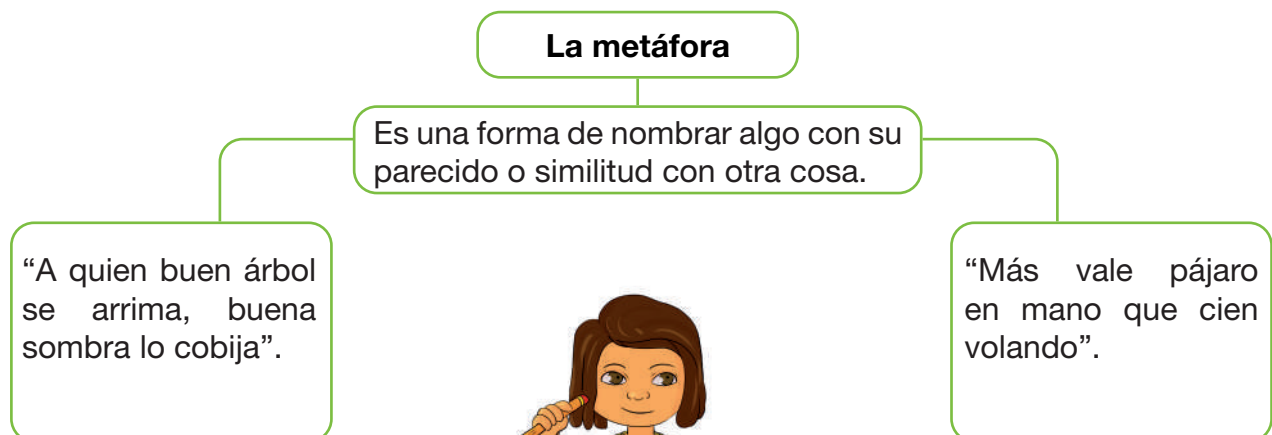 La metáfora
Es una forma de nombrar algo con su
parecido o similitud con otra cosa.
“A quien buen árbol
se arrima, buena
sombra lo cobija”.
“Más vale pájaro
en mano que cien
volando”.